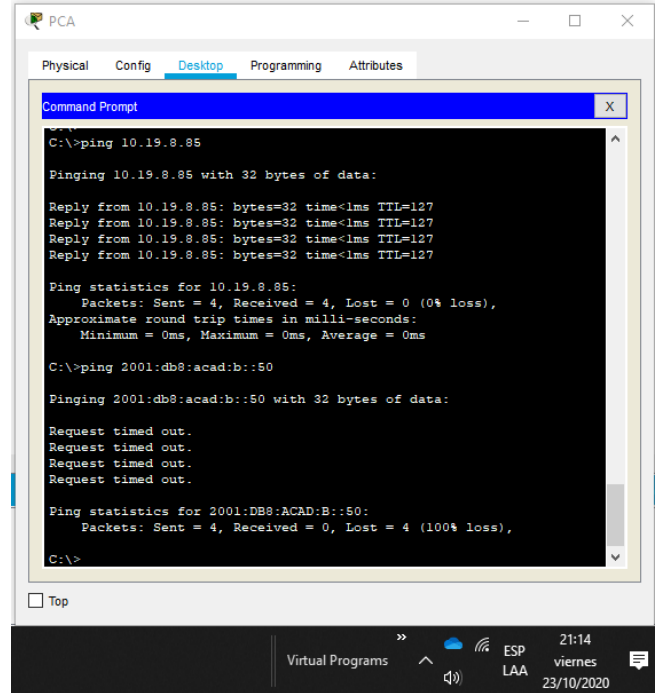 PCA
Physical Config Desktop Programming Attributes
Command Prompt
X
C:\>ping 10.19.8.85
Pinging 10.19.8.85 with 32 bytes of data:
Reply from 10.19.8.85: bytes=32 time<1ms TTL=127
Reply from 10.19.8.85: bytes=32 time<1ms TTL=127
Reply from 10.19.8.85: bytes=32 time<1ms TTL=127
Reply from 10.19.8.85: bytes=32 time<1ms TTL=127
Ping statistics for 10.19.8.85:
Packets: Sent = 4, Received = 4, Lost = 0 (0% loss),
Approximate round trip times in milli-seconds:
Minimum = 0ms, Maximum = 0ms, Average = 0ms
C:\>ping 2001:db8:acad:b::50
Pinging 2001:db8:acad:b::50 with 32 bytes of data:
Request timed out.
Request timed out.
Request timed out.
Request timed out.
Ping statistics for 2001:DB8:ACAD:B::50:
Packets: Sent = 4, Received = 0, Lost = 4 (100% loss),
C:\>
Top
Virtual Programs
ESP
LAA
21:14
viernes
23/10/2020